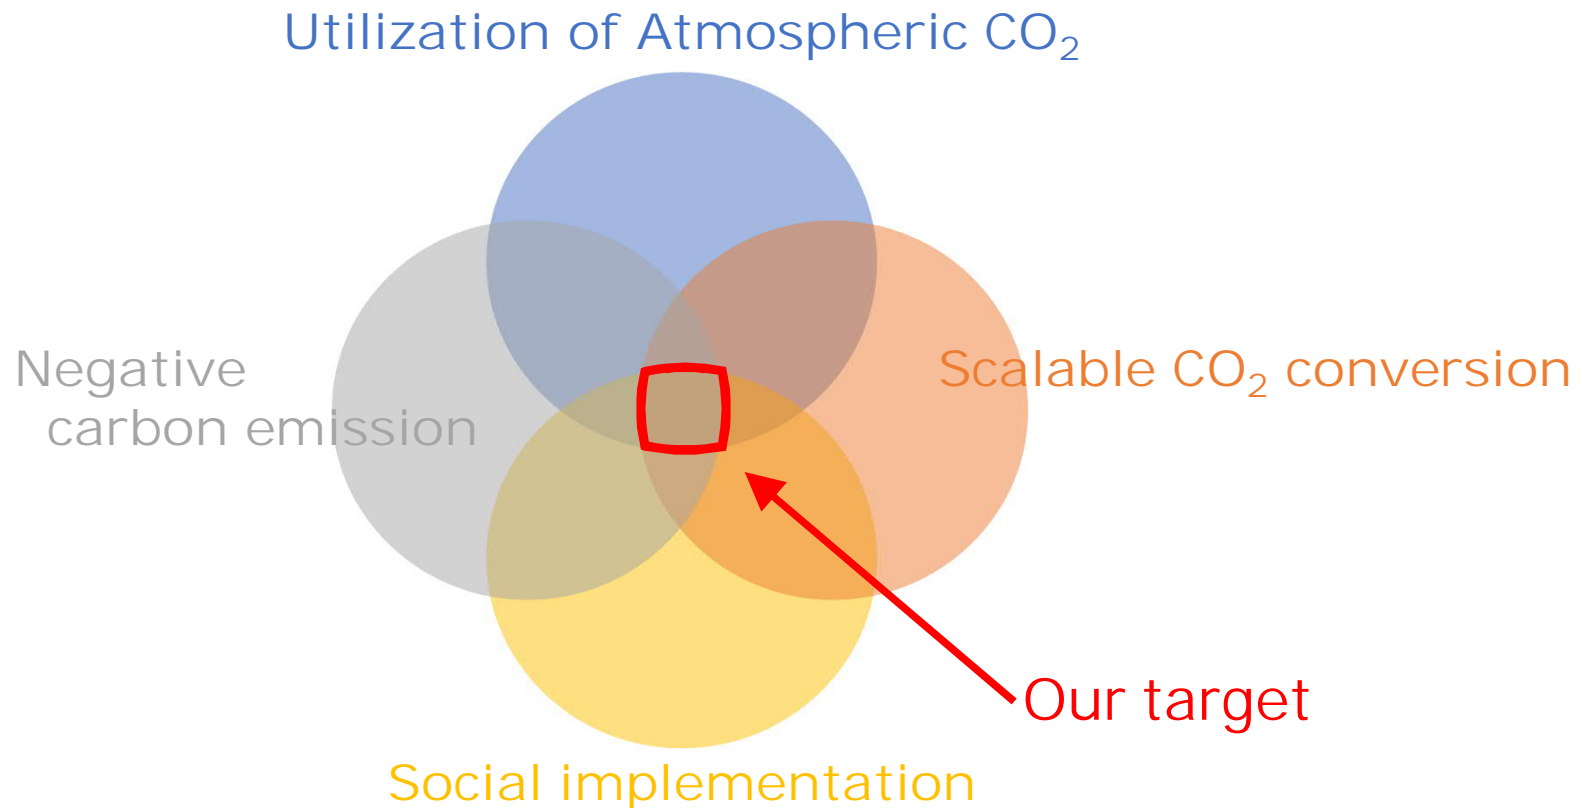 Utilization of Atmospheric CO₂
Negative
carbon emission
Scalable CO₂ conversion
Our target
Social implementation